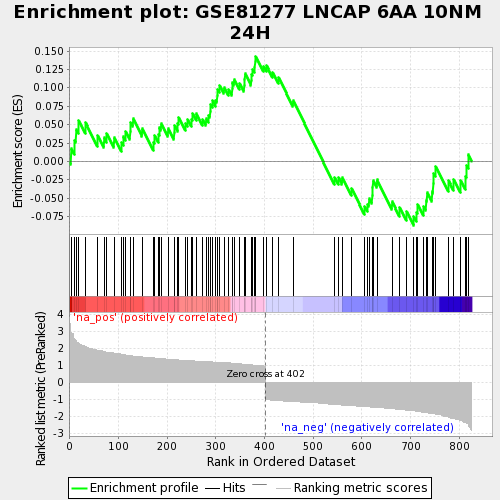 Enrichment plot: GSE81277 LNCAP 6AA 10NM
24H
Enrichment score (ES)
0.150
0.125
0.100
0.075
0.050
0.025
0.000
-0.025
-0.050
-0.075
'na_pos' (positively correlated)
Ranked list metric (PreRanked)
4
3
2
1
0
-1
-2
-3
Zero cross at 402
'na_neg' (negatively correlated)
0 100 200 300 400 500 600 700 800
Rank in Ordered Dataset
Enrichment profile Hits Ranking metric scores